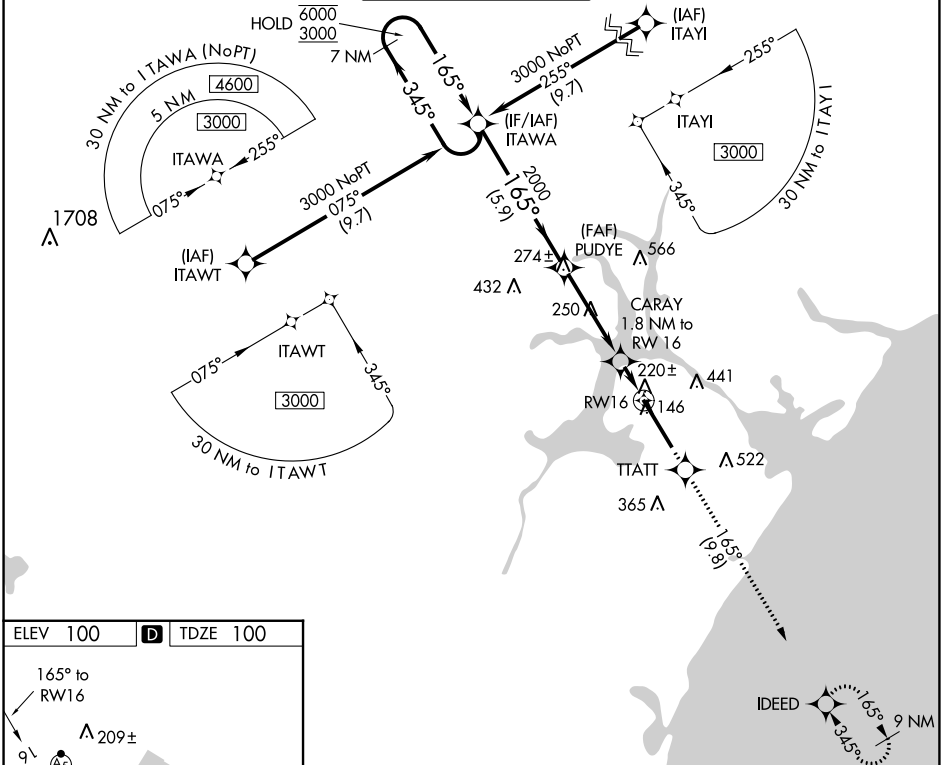 HOLD 6000
3000
7 NM
165°
345°
(IAF)
ITAYI
3000 NoPT
255°
(9.7)
30 NM to ITAWA (NoPT)
4600
5 NM
3000
ITAWA
075°
255°
1708
(IF/IAF)
ITAWA
255°
ITAYI
3000
345°
30 NM to ITAYI
3000 NoPT
075°
(9.7)
(IAF)
ITAWT
2000
165°
(5.9)
(FAF)
PUDYE
274±
566
432
250
CARAY
1.8 NM to
RW 16
220±
441
RW16
146
075°
ITAWT
345°
3000
30 NM to ITAWT
TTATT
522
365
165°
(9.8)
ELEV 100 D TDZE 100
165° to
RW16
209±
16
A5
IDEED
165°
345°
9 NM